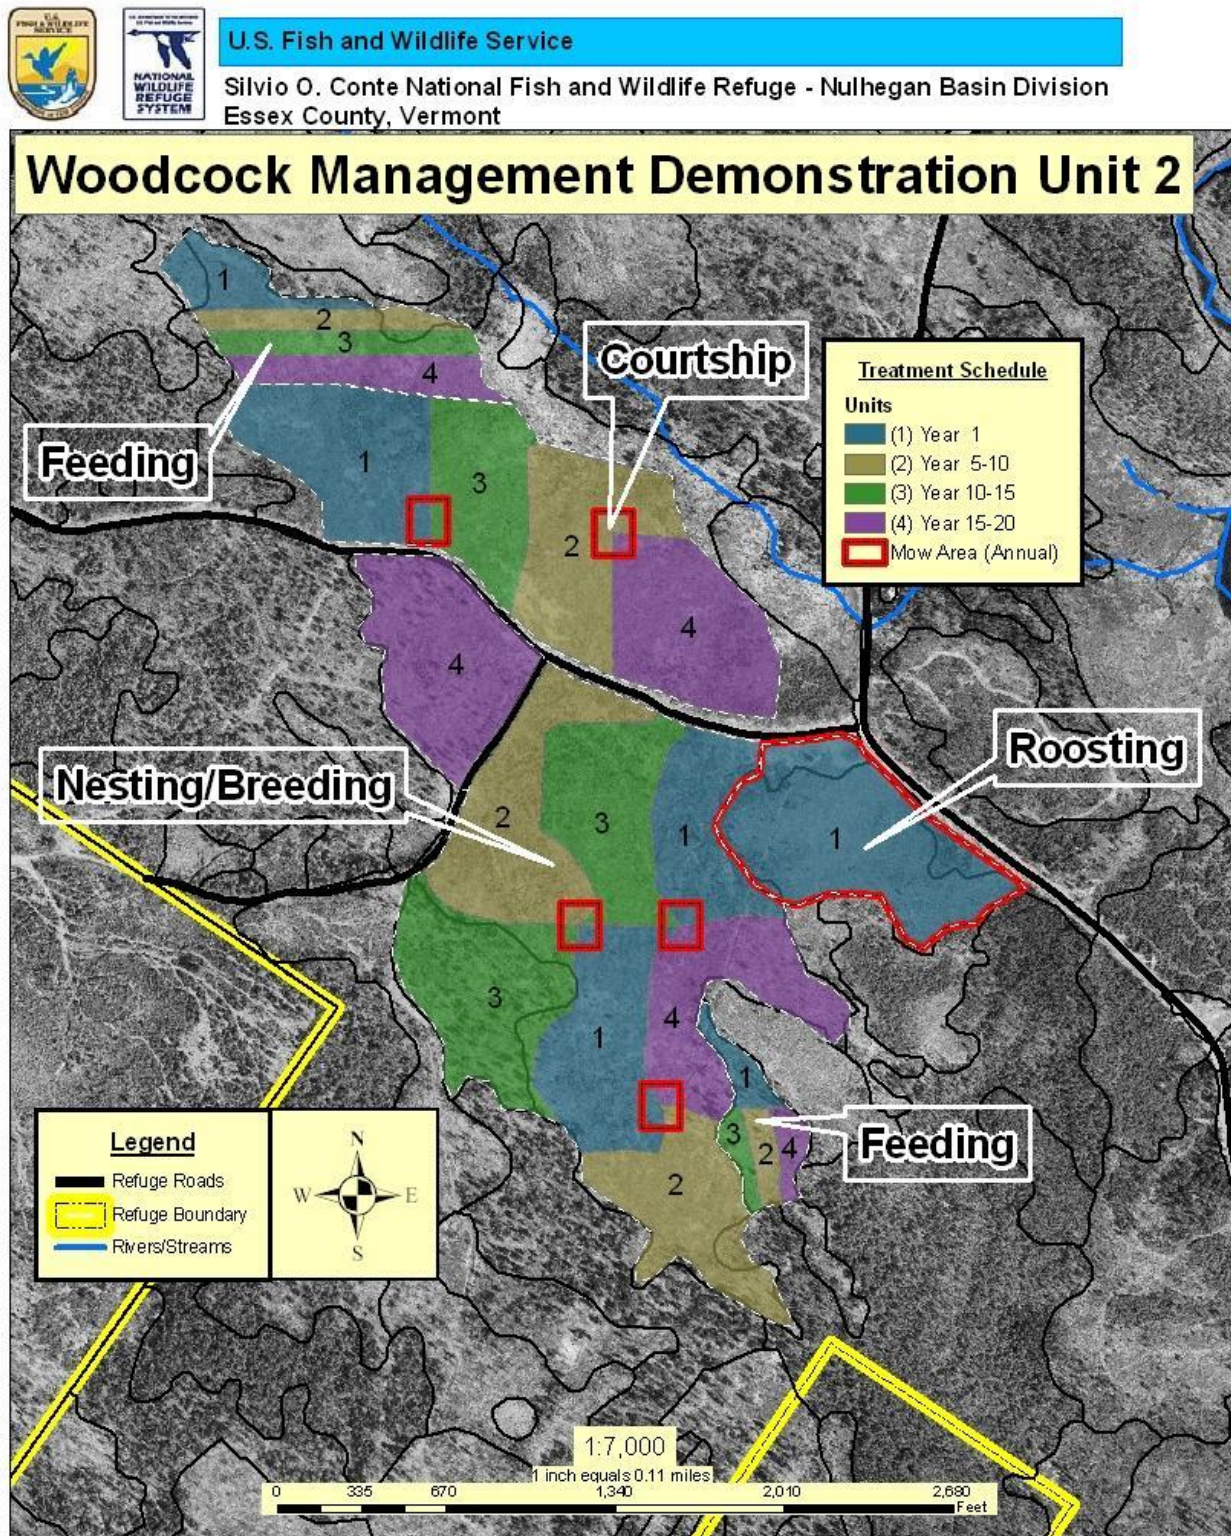 U.S.
FISH & WILDLIFE
SERVICE
NATIONAL
WILDLIFE
REFUGE
SYSTEM
U.S. Fish and Wildlife Service
Silvio O. Conte National Fish and Wildlife Refuge - Nulhegan Basin Division
Essex County, Vermont
Woodcock Management Demonstration Unit 2
1
2
3
4
Courtship
Feeding
1
3
2
4
4
Treatment Schedule
Units
(1) Year 1
(2) Year 5-10
(3) Year 10-15
(4) Year 15-20
Mow Area (Annual)
Roosting
Nesting/Breeding
2
3
1
1
3
1
4
1
3
2
4
2
Feeding
Legend
Refuge Roads
Refuge Boundary
Rivers/Streams
N
W E
S
1:7,000
1 inch equals 0.11 miles
0 335 670 1,340 2,010 2,680
Feet